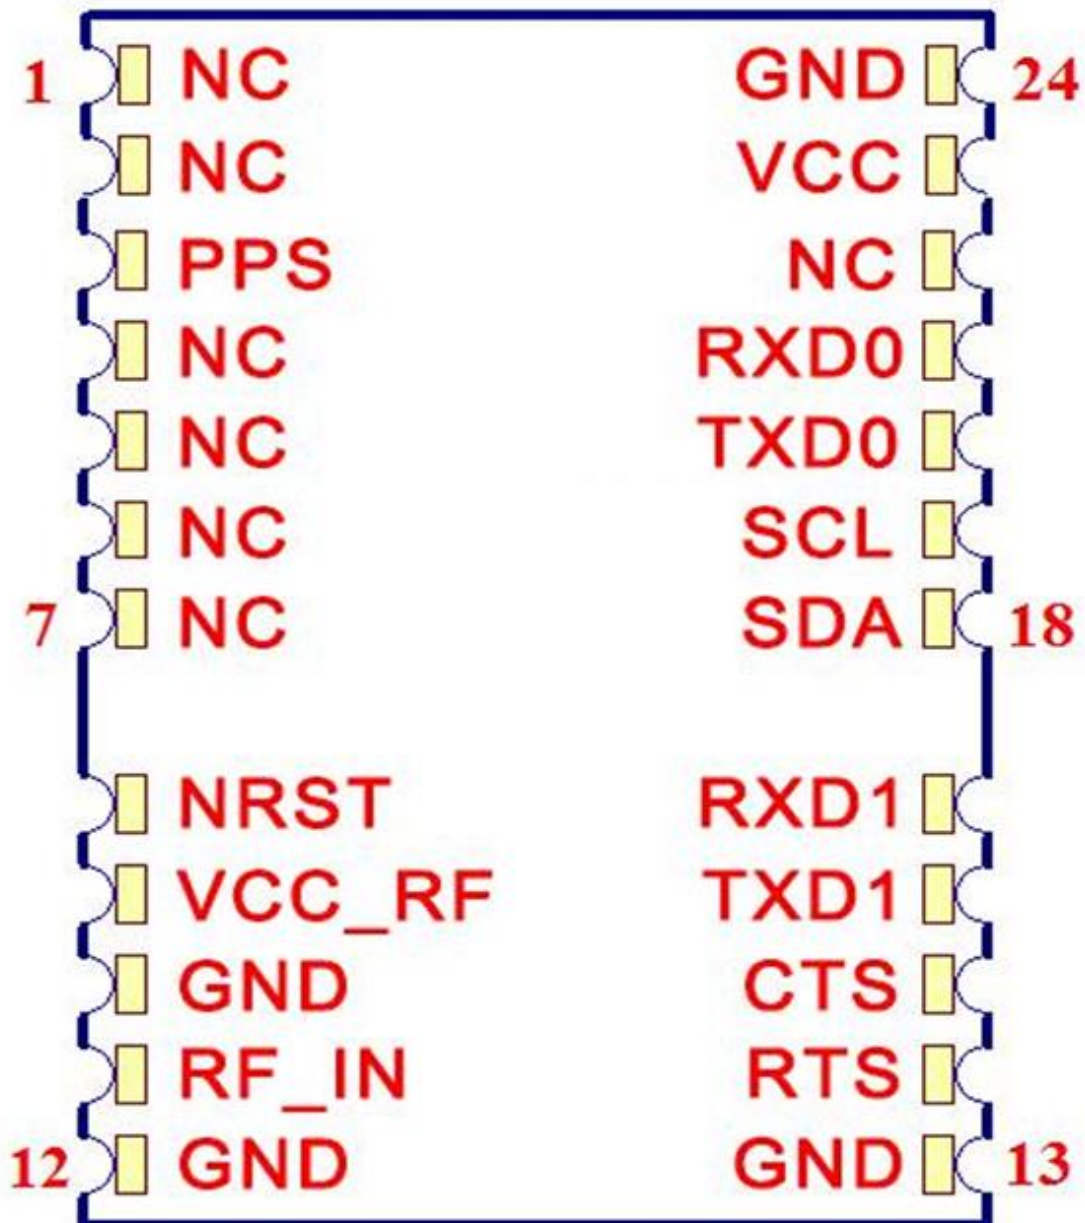 1 NC GND 24
NC VCC
PPS NC
NC RXD0
NC TXD0
NC SCL
7 NC SDA 18
NRST RXD1
VCC_RF TXD1
GND CTS
RF_IN RTS
12 GND GND 13